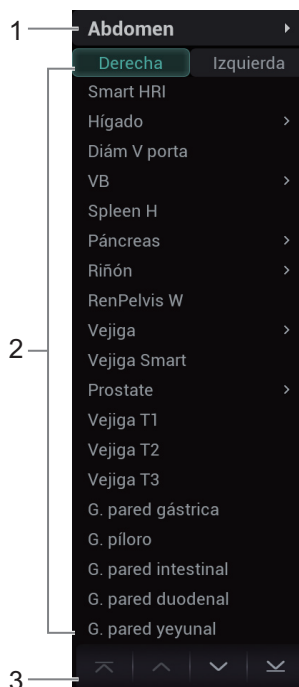 1 Abdomen
Derecha Izquierda
Smart HRI
Hígado
Diám V porta
VB
Spleen H
Páncreas
Riñón
RenPelvis W
Vejiga
2
Vejiga Smart
Prostate
Vejiga T1
Vejiga T2
Vejiga T3
G. pared gástrica
G. píloro
G. pared intestinal
G. pared duodenal
G. pared yeyunal
3